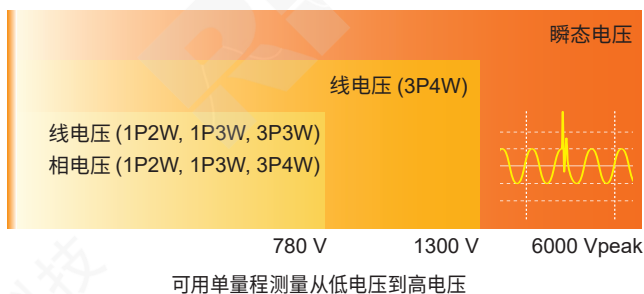 瞬态电压
线电压 (3P4W)
线电压 (1P2W, 1P3W, 3P3W)
相电压 (1P2W, 1P3W, 3P4W)
780 V 1300 V 6000 Vpeak
可用单量程测量从低电压到高电压